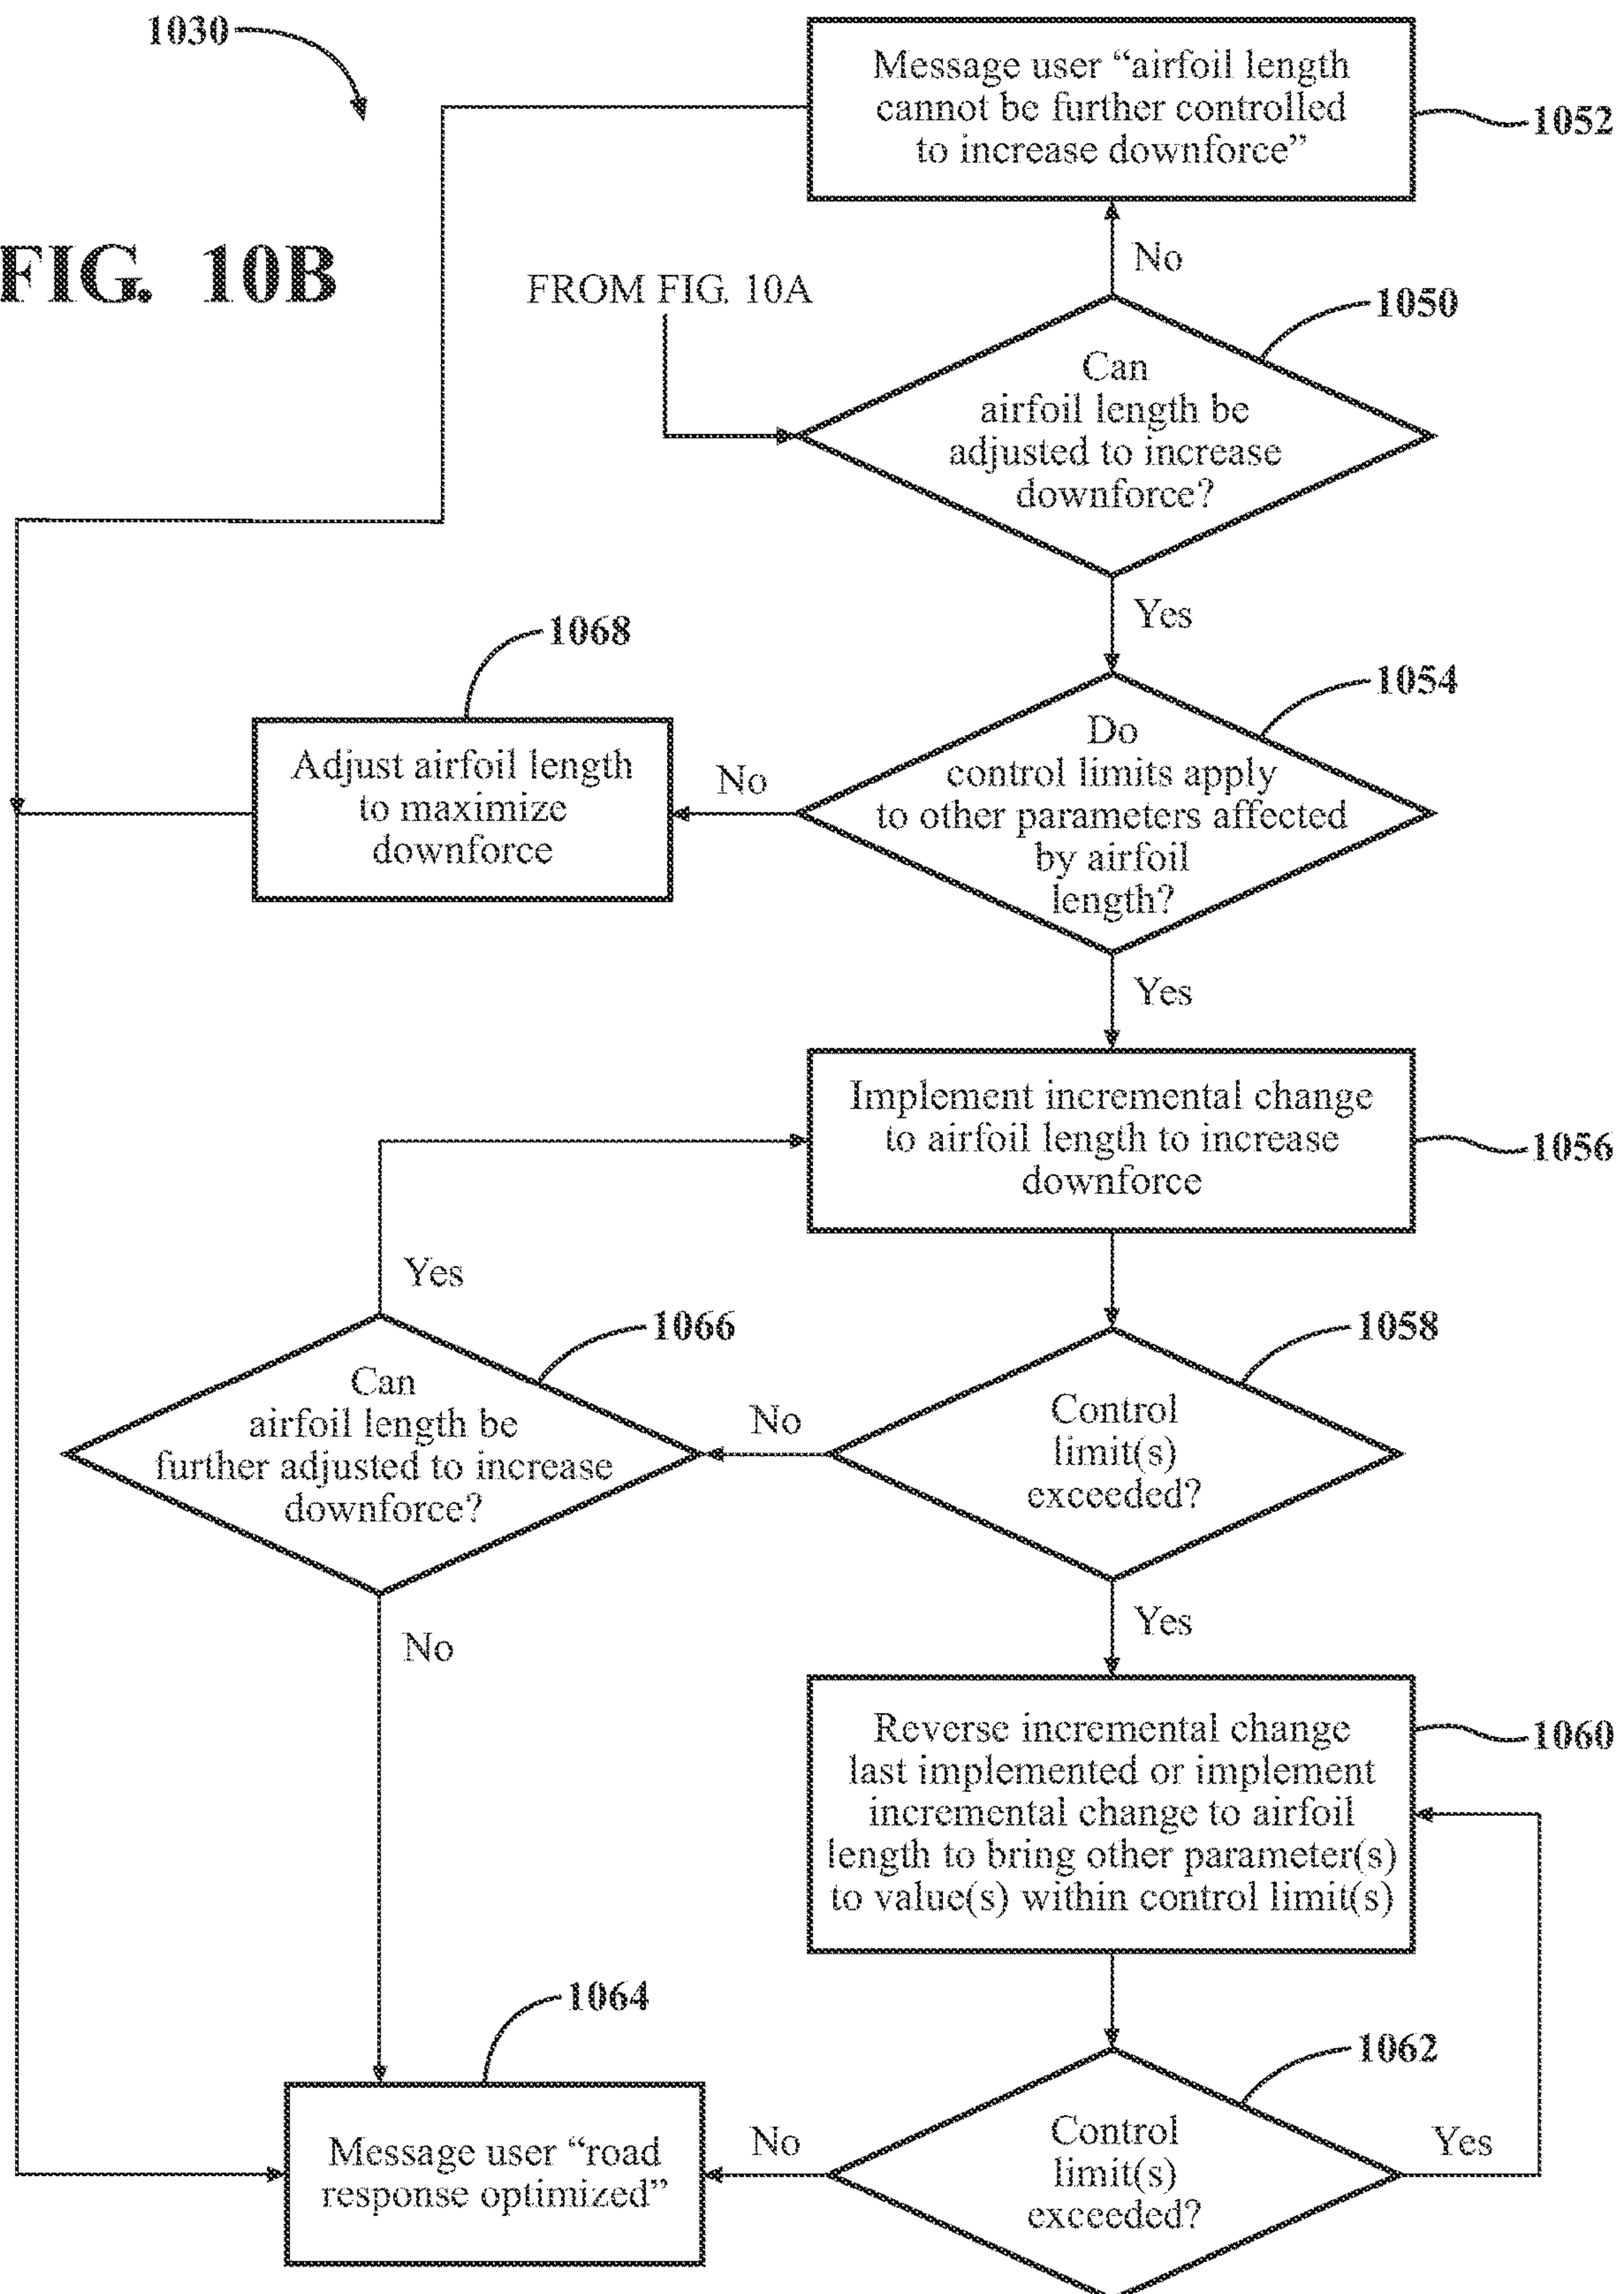 1030
Message user “airfoil length
cannot be further controlled
to increase downforce”
1052
FIG. 10B
FROM FIG. 10A
No
1050
Can
airfoil length be
adjusted to increase
downforce?
Yes
1068
1054
Adjust airfoil length
to maximize
downforce
No
Do
control limits apply
to other parameters affected
by airfoil
length?
Yes
Implement incremental change
to airfoil length to increase
downforce
1056
Yes
1066
1058
Can
airfoil length be
further adjusted to increase
downforce?
No
Control
limit(s)
exceeded?
Yes
No
Reverse incremental change
last implemented or implement
incremental change to airfoil
length to bring other parameter(s)
to value(s) within control limit(s)
1060
1064
1062
Message user “road
response optimized”
No
Control
limit(s)
exceeded?
Yes